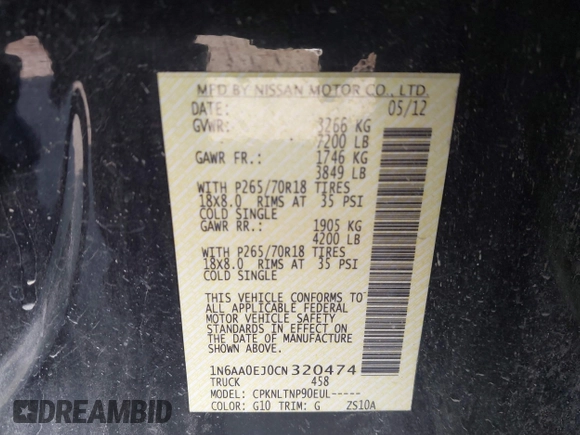 MFD BY NISSAN MOTOR CO., LTD.
DATE: 05/12
GVWR: 3266 KG
7200 LB
GAWR FR.: 1746 KG
3849 LB
WITH P265/70R18 TIRES
18X8.0 RIMS AT 35 PSI
COLD SINGLE
GAWR RR.: 1905 KG
4200 LB
WITH P265/70R18 TIRES
18X8.0 RIMS AT 35 PSI
COLD SINGLE
THIS VEHICLE CONFORMS TO
ALL APPLICABLE FEDERAL
MOTOR VEHICLE SAFETY
STANDARDS IN EFFECT ON
THE DATE OF MANUFACTURE
SHOWN ABOVE.
1N6AA0EJ0CN320474
TRUCK 458
MODEL: CPKNLTNP90EUL-----
COLOR: G10 TRIM: G ZS10A
DREAMBID